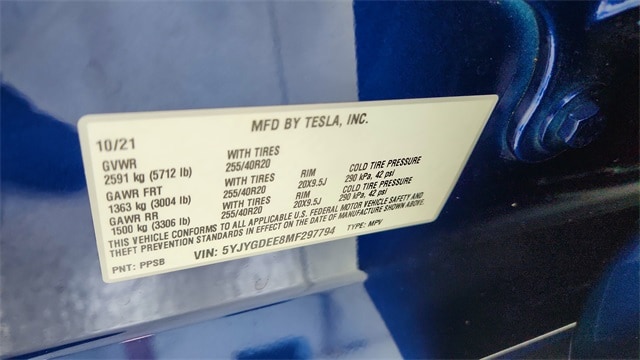 MFD BY TESLA, INC.
10/21
GVWR WITH TIRES
2591 kg (5712 lb) 255/40R20 RIM COLD TIRE PRESSURE
GAWR FRT WITH TIRES 20X9.5J 290 kPa, 42 psi
1363 kg (3004 lb) 255/40R20 RIM COLD TIRE PRESSURE
GAWR RR WITH TIRES 20X9.5J 290 kPa, 42 psi
1500 kg (3306 lb) 255/40R20
THIS VEHICLE CONFORMS TO ALL APPLICABLE U.S. FEDERAL MOTOR VEHICLE SAFETY AND
THEFT PREVENTION STANDARDS IN EFFECT ON THE DATE OF MANUFACTURE SHOWN ABOVE.
PNT: PPSB VIN: 5YJYGDEE8MF297794 TYPE: MPV